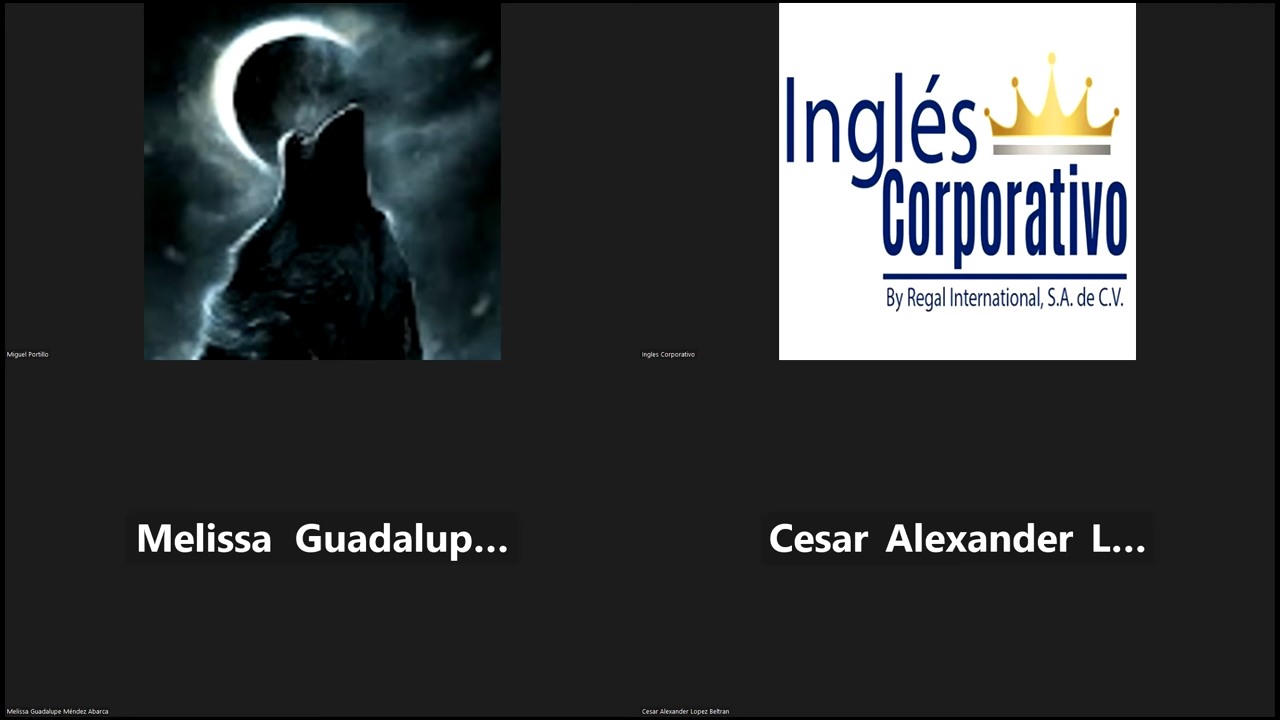 Inglés
Corporativo
By Regal International, S.A. de C.V.
Miguel Portillo
Ingles Corporativo
Melissa Guadalup...
Cesar Alexander L...
Melissa Guadalupe Méndez Abarca
Cesar Alexander Lopez Beltran